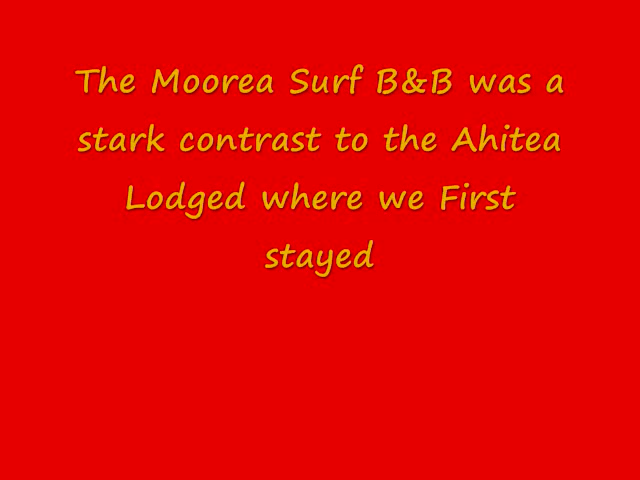 The Moorea Surf B&B was a
stark contrast to the Ahitea
Lodged where we First
stayed